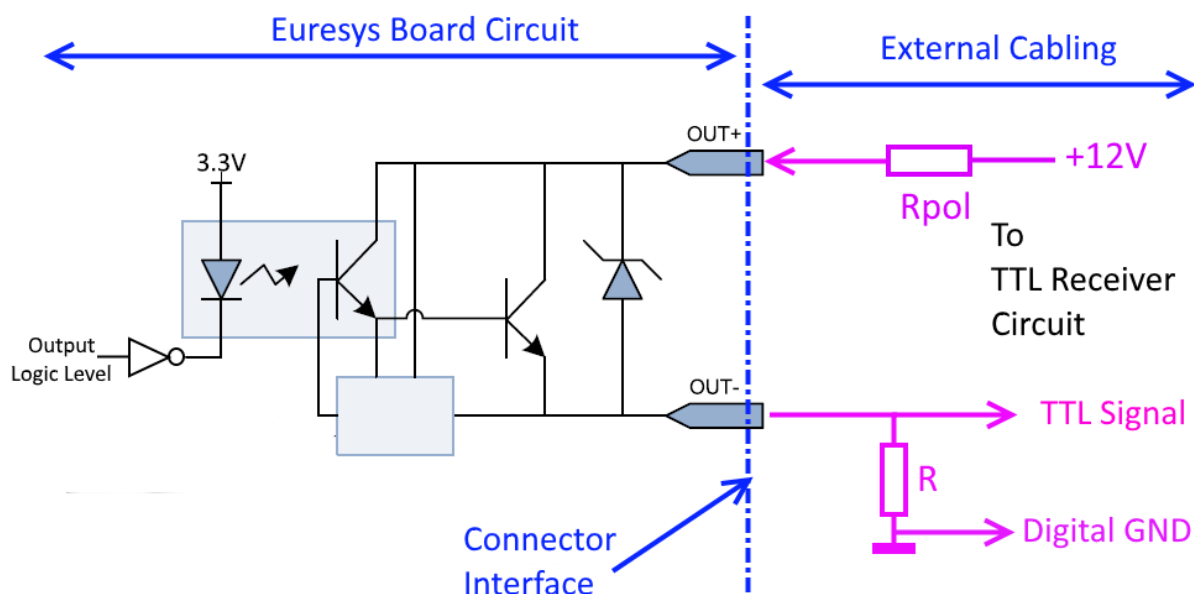 Euresys Board Circuit
External Cabling
OUT+
+12V
3.3V
Rpol
To
TTL Receiver
Circuit
Output
Logic Level
OUT-
TTL Signal
R
Connector
Interface
Digital GND